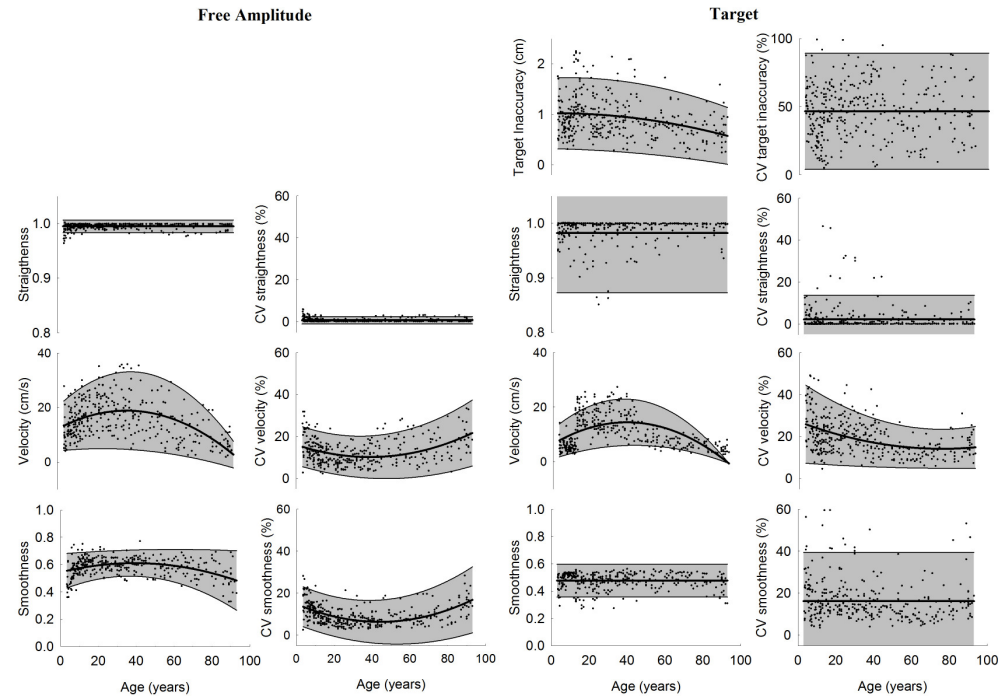 Free Amplitude
Target
Target Inaccuracy (cm)
2
1
0
CV target inaccuracy (%)
100
50
0
Straigthenss
1.0
0.9
0.8
CV straightness (%)
60
40
20
0
Straightness
1.0
0.9
0.8
CV straightness (%)
60
40
20
0
Velocity (cm/s)
40
20
0
CV velocity (%)
60
40
20
0
Velocity (cm/s)
40
20
0
CV velocity (%)
60
40
20
0
Smoothness
1.0
0.8
0.6
0.4
0.2
0.0
CV smoothness (%)
60
40
20
0
Smoothness
1.0
0.8
0.6
0.4
0.2
0.0
CV smoothness (%)
60
40
20
0
0 20 40 60 80 100
0 20 40 60 80 100
0 20 40 60 80 100
0 20 40 60 80 100
Age (years)
Age (years)
Age (years)
Age (years)